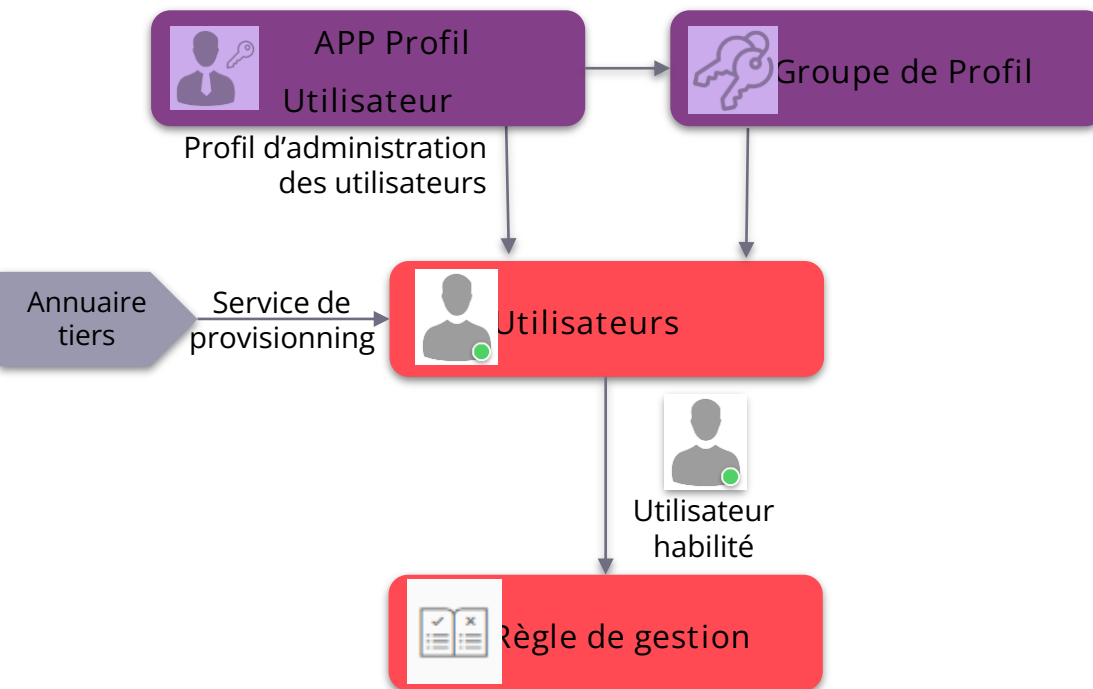 APP Profil
Utilisateur
Groupe de Profil
Profil d’administration
des utilisateurs
Annuaire
tiers
Service de
provisionning
Utilisateurs
Utilisateur
habilité
Règle de gestion